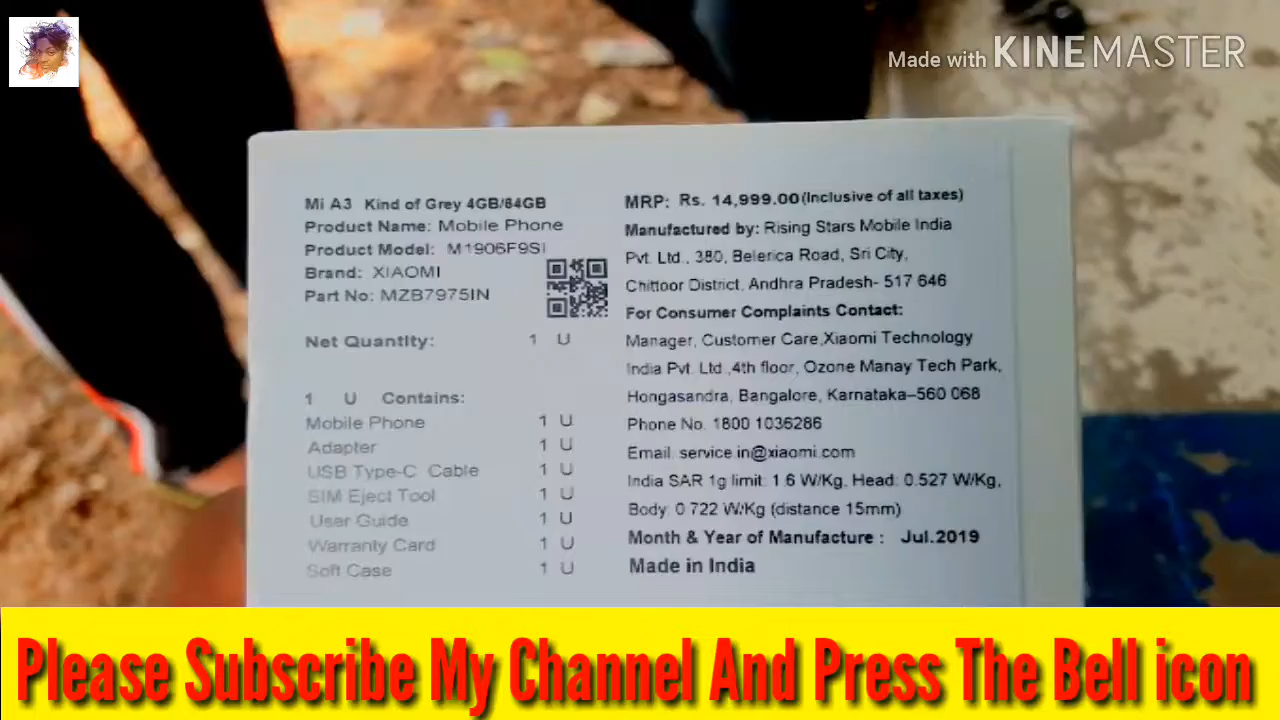 Made with KINEMASTER
Mi A3 Kind of Grey 4GB/64GB
Product Name: Mobile Phone
Product Model: M1906F9SI
Brand: XIAOMI
Part No: MZB7975IN
Net Quantity: 1 U
1 U Contains:
Mobile Phone 1 U
Adapter 1 U
USB Type-C Cable 1 U
SIM Eject Tool 1 U
User Guide 1 U
Warranty Card 1 U
Soft Case 1 U
MRP: Rs. 14,999.00(Inclusive of all taxes)
Manufactured by: Rising Stars Mobile India
Pvt. Ltd., 380, Belerica Road, Sri City,
Chittoor District, Andhra Pradesh- 517 646
For Consumer Complaints Contact:
Manager, Customer Care,Xiaomi Technology
India Pvt. Ltd.,4th floor, Ozone Manay Tech Park,
Hongasandra, Bangalore, Karnataka–560 068
Phone No. 1800 1036286
Email: service.in@xiaomi.com
India SAR 1g limit: 1.6 W/Kg, Head: 0.527 W/Kg,
Body: 0.722 W/Kg (distance 15mm)
Month & Year of Manufacture : Jul.2019
Made in India
Please Subscribe My Channel And Press The Bell icon